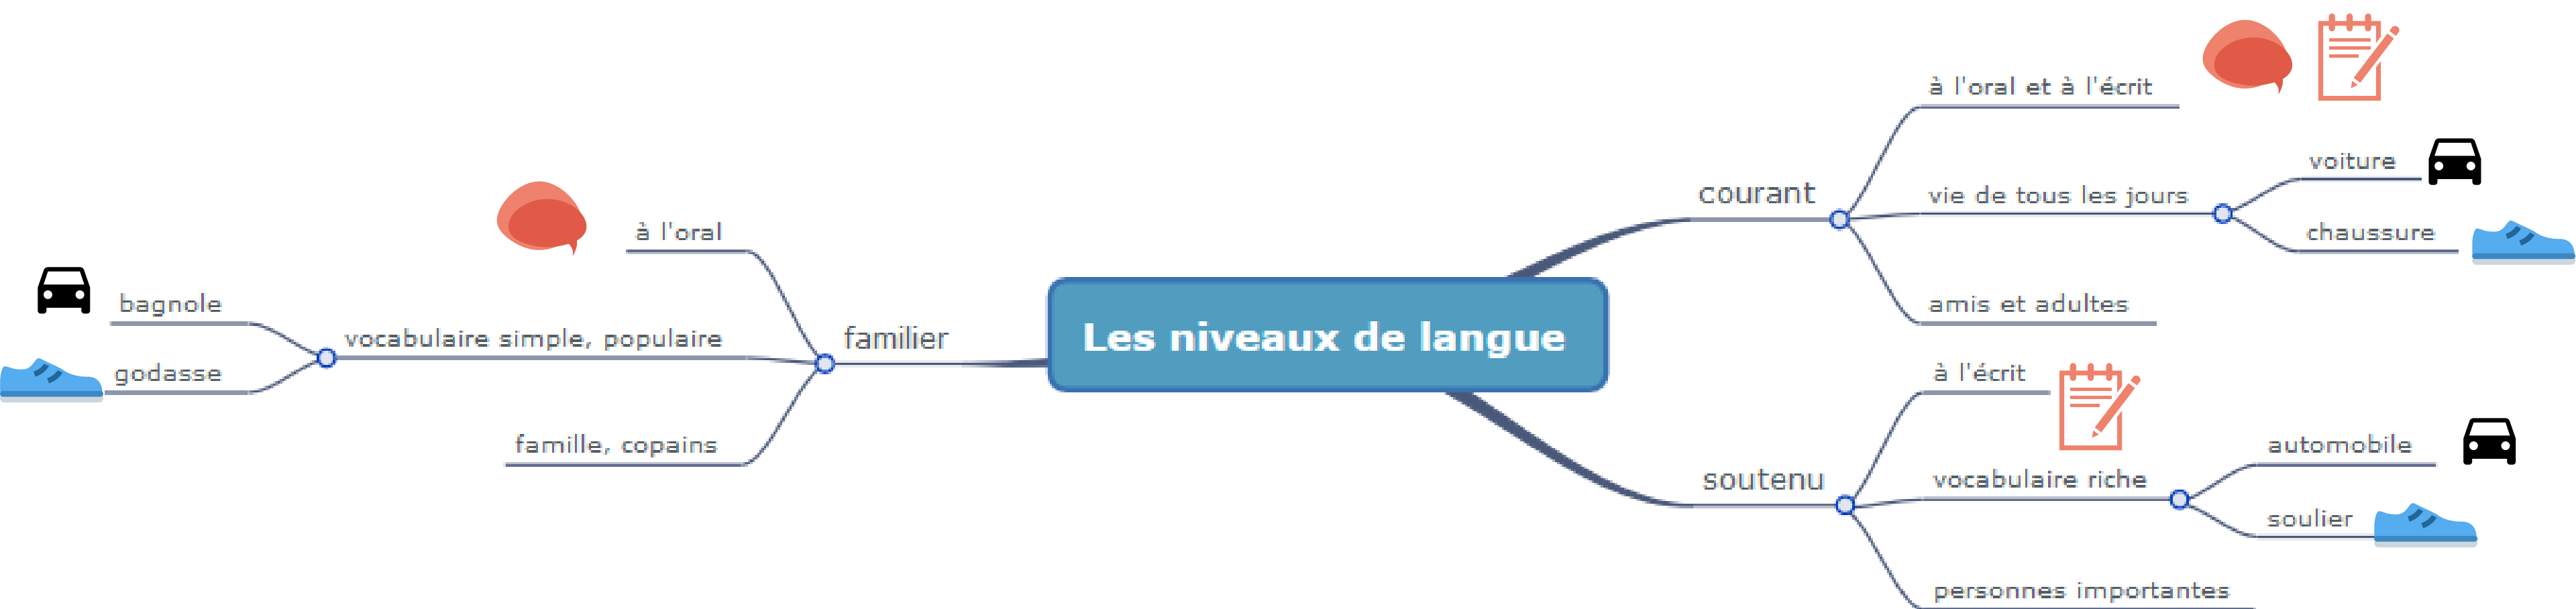 Les niveaux de langue
familier
à l'oral
vocabulaire simple, populaire
bagnole
godasse
famille, copains
courant
à l'oral et à l'écrit
vie de tous les jours
voiture
chaussure
amis et adultes
soutenu
à l'écrit
vocabulaire riche
automobile
soulier
personnes importantes